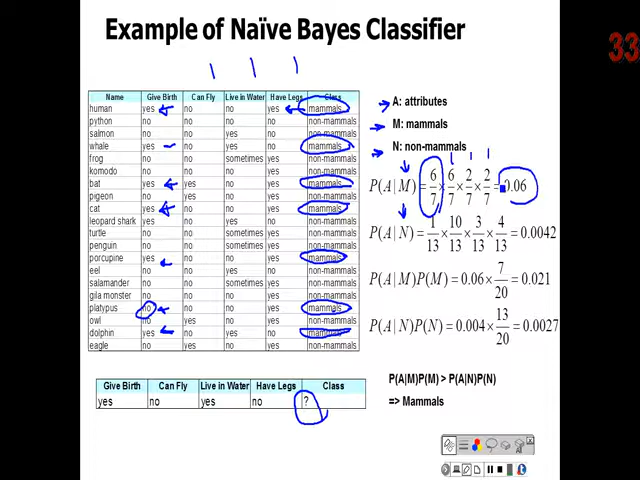 Example of Naïve Bayes Classifier
33
Name Give Birth Can Fly Live in Water Have Legs Class
human yes no no yes mammals
python no no no no non-mammals
salmon no no yes no non-mammals
whale yes no yes no mammals
frog no no sometimes yes non-mammals
komodo no no no yes non-mammals
bat yes yes no yes mammals
pigeon no yes no yes non-mammals
cat yes no no yes mammals
leopard shark yes no yes no non-mammals
turtle no no sometimes yes non-mammals
penguin no no sometimes yes non-mammals
porcupine yes no no yes mammals
eel no no yes no non-mammals
salamander no no sometimes yes non-mammals
gila monster no no no yes non-mammals
platypus no no no yes mammals
owl no yes no yes non-mammals
dolphin yes no yes no mammals
eagle no yes no yes non-mammals
A: attributes
M: mammals
N: non-mammals
P(A|M) = 6/7 × 6/7 × 2/7 × 2/7 = 0.06
P(A|N) = 1/13 × 10/13 × 3/13 × 4/13 = 0.0042
P(A|M)P(M) = 0.06 × 7/20 = 0.021
P(A|N)P(N) = 0.004 × 13/20 = 0.0027
Give Birth Can Fly Live in Water Have Legs Class
yes no yes no ?
P(A|M)P(M) > P(A|N)P(N)
=> Mammals